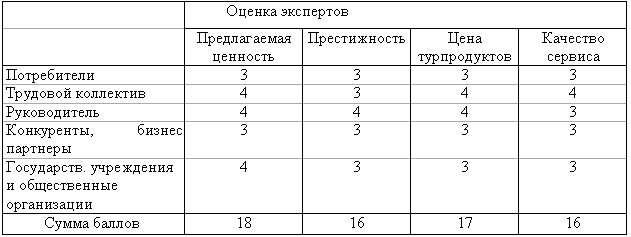 Оценка экспертов
Предлагаемая ценность Престижность Цена турпродуктов Качество сервиса
Потребители 3 3 3 3
Трудовой коллектив 4 3 4 4
Руководитель 4 4 4 3
Конкуренты, бизнес партнеры 3 3 3 3
Государств. учреждения и общественные организации 4 3 3 3
Сумма баллов 18 16 17 16